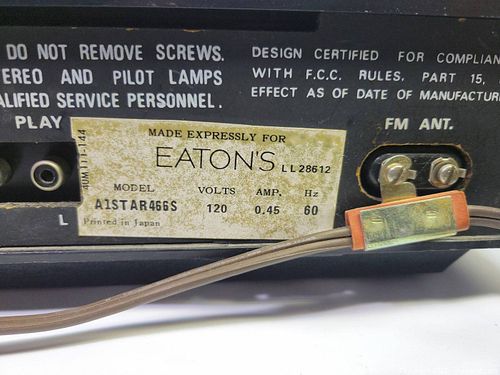 DO NOT REMOVE SCREWS.
EREO AND PILOT LAMPS
ALIFIED SERVICE PERSONNEL.
DESIGN CERTIFIED FOR COMPLIAN
WITH F.C.C. RULES. PART 15,
EFFECT AS OF DATE OF MANUFACTUR
PLAY
L
FM ANT.
40M111-144
MADE EXPRESSLY FOR
EATON'S LL28612
MODEL VOLTS AMP. Hz
A1STAR466S 120 0.45 60
Printed in Japan